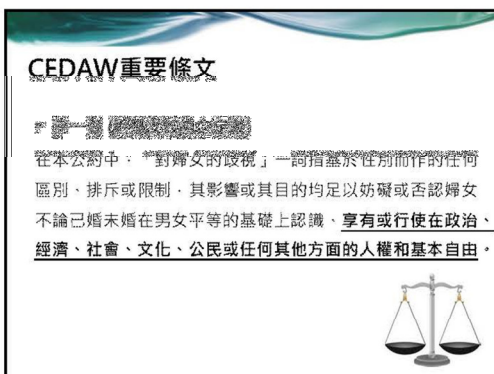 CEDAW重要條文
在本公約中，「對婦女的歧視」一詞指基於性別而作的任何
區別、排斥或限制，其影響或其目的均足以妨礙或否認婦女
不論已婚未婚在男女平等的基礎上認識、享有或行使在政治、
經濟、社會、文化、公民或任何其他方面的人權和基本自由。